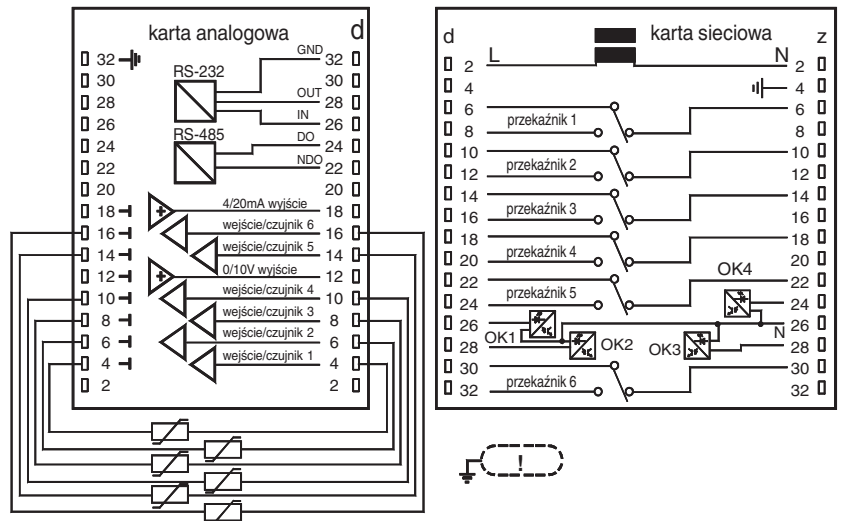 karta analogowa
d
32
GND
32
30
RS-232
30
28
OUT
28
26
IN
26
24
RS-485
DO
24
22
NDO
22
20
20
18
4/20mA wyjście
18
16
wejście/czujnik 6
16
14
wejście/czujnik 5
14
12
0/10V wyjście
12
10
wejście/czujnik 4
10
8
wejście/czujnik 3
8
6
wejście/czujnik 2
6
4
wejście/czujnik 1
4
2
2
d
karta sieciowa
z
2
L
N
2
4
4
6
6
8
przekaźnik 1
8
10
10
12
przekaźnik 2
12
14
14
16
przekaźnik 3
16
18
18
20
przekaźnik 4
20
22
OK4
22
24
przekaźnik 5
24
26
26
OK1
N
28
OK2
OK3
28
30
30
32
przekaźnik 6
32
!